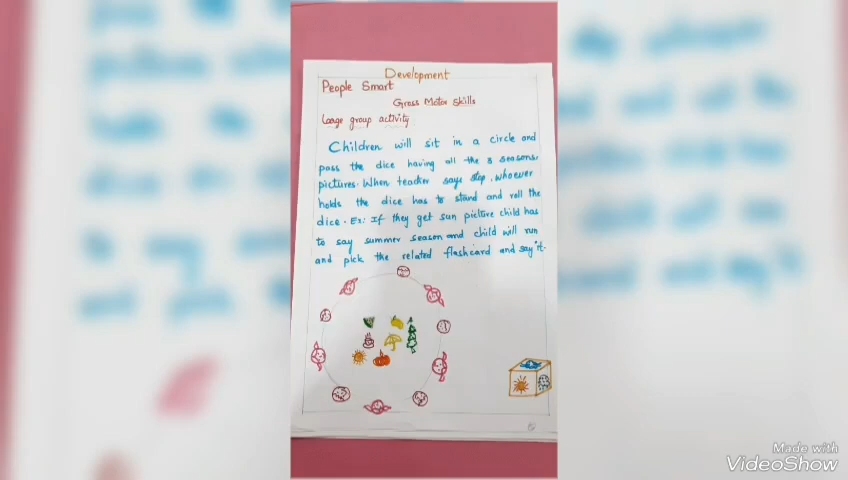 Development
People Smart
Gross Motor Skills
Large group activity
Children will sit in a circle and
pass the dice having all the 3 seasons
pictures. When teacher says stop, whoever
holds the dice has to stand and roll the
dice. Ex: If they get sun picture child has
to say summer season and child will run
and pick the related flashcard and say it.
Made with
VideoShow